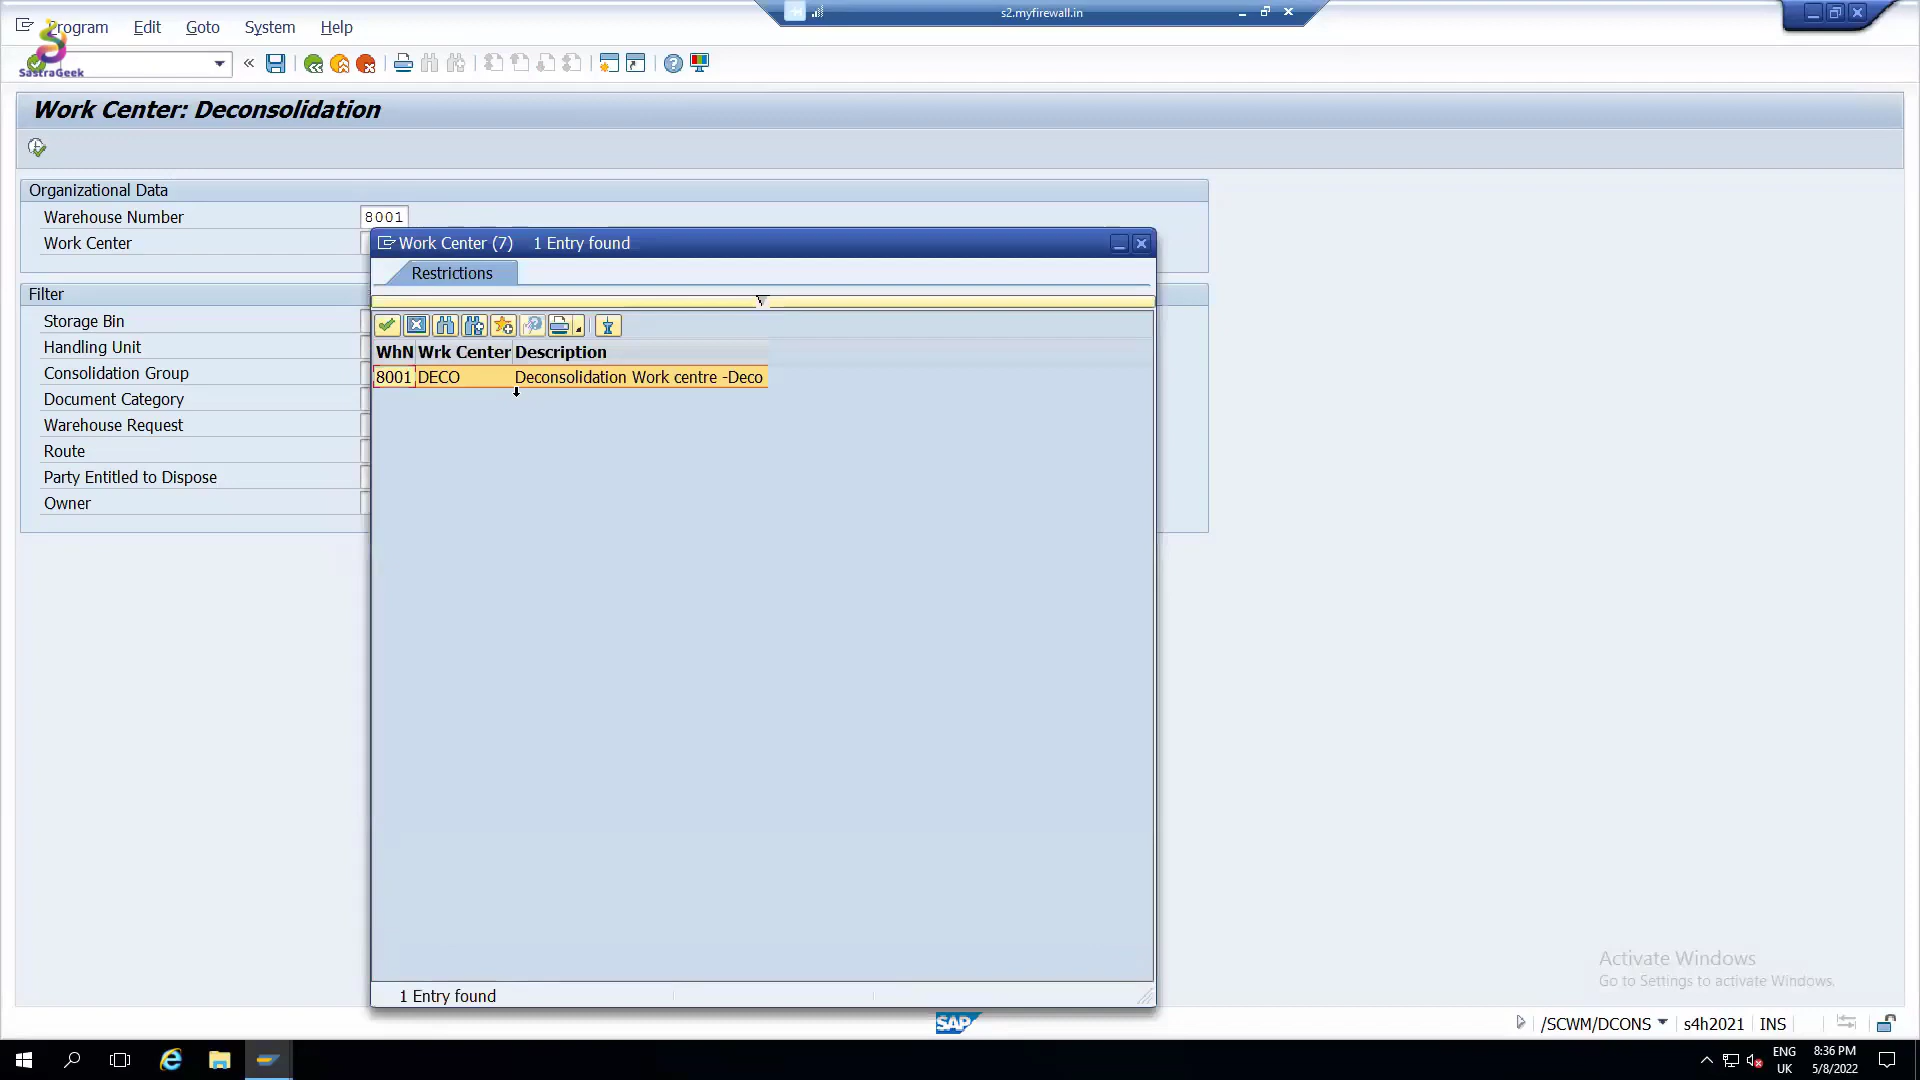 s2.myfirewall.in
Program Edit Goto System Help
SastraGeek
Work Center: Deconsolidation
Organizational Data
Warehouse Number 8001
Work Center
Work Center (7) 1 Entry found
Restrictions
Filter
Storage Bin
Handling Unit
Consolidation Group
Document Category
Warehouse Request
Route
Party Entitled to Dispose
Owner
WhN Wrk Center Description
8001 DECO Deconsolidation Work centre -Deco
1 Entry found
Activate Windows
Go to Settings to activate Windows.
SAP
/SCWM/DCONS s4h2021 INS
ENG
UK
8:36 PM
5/8/2022